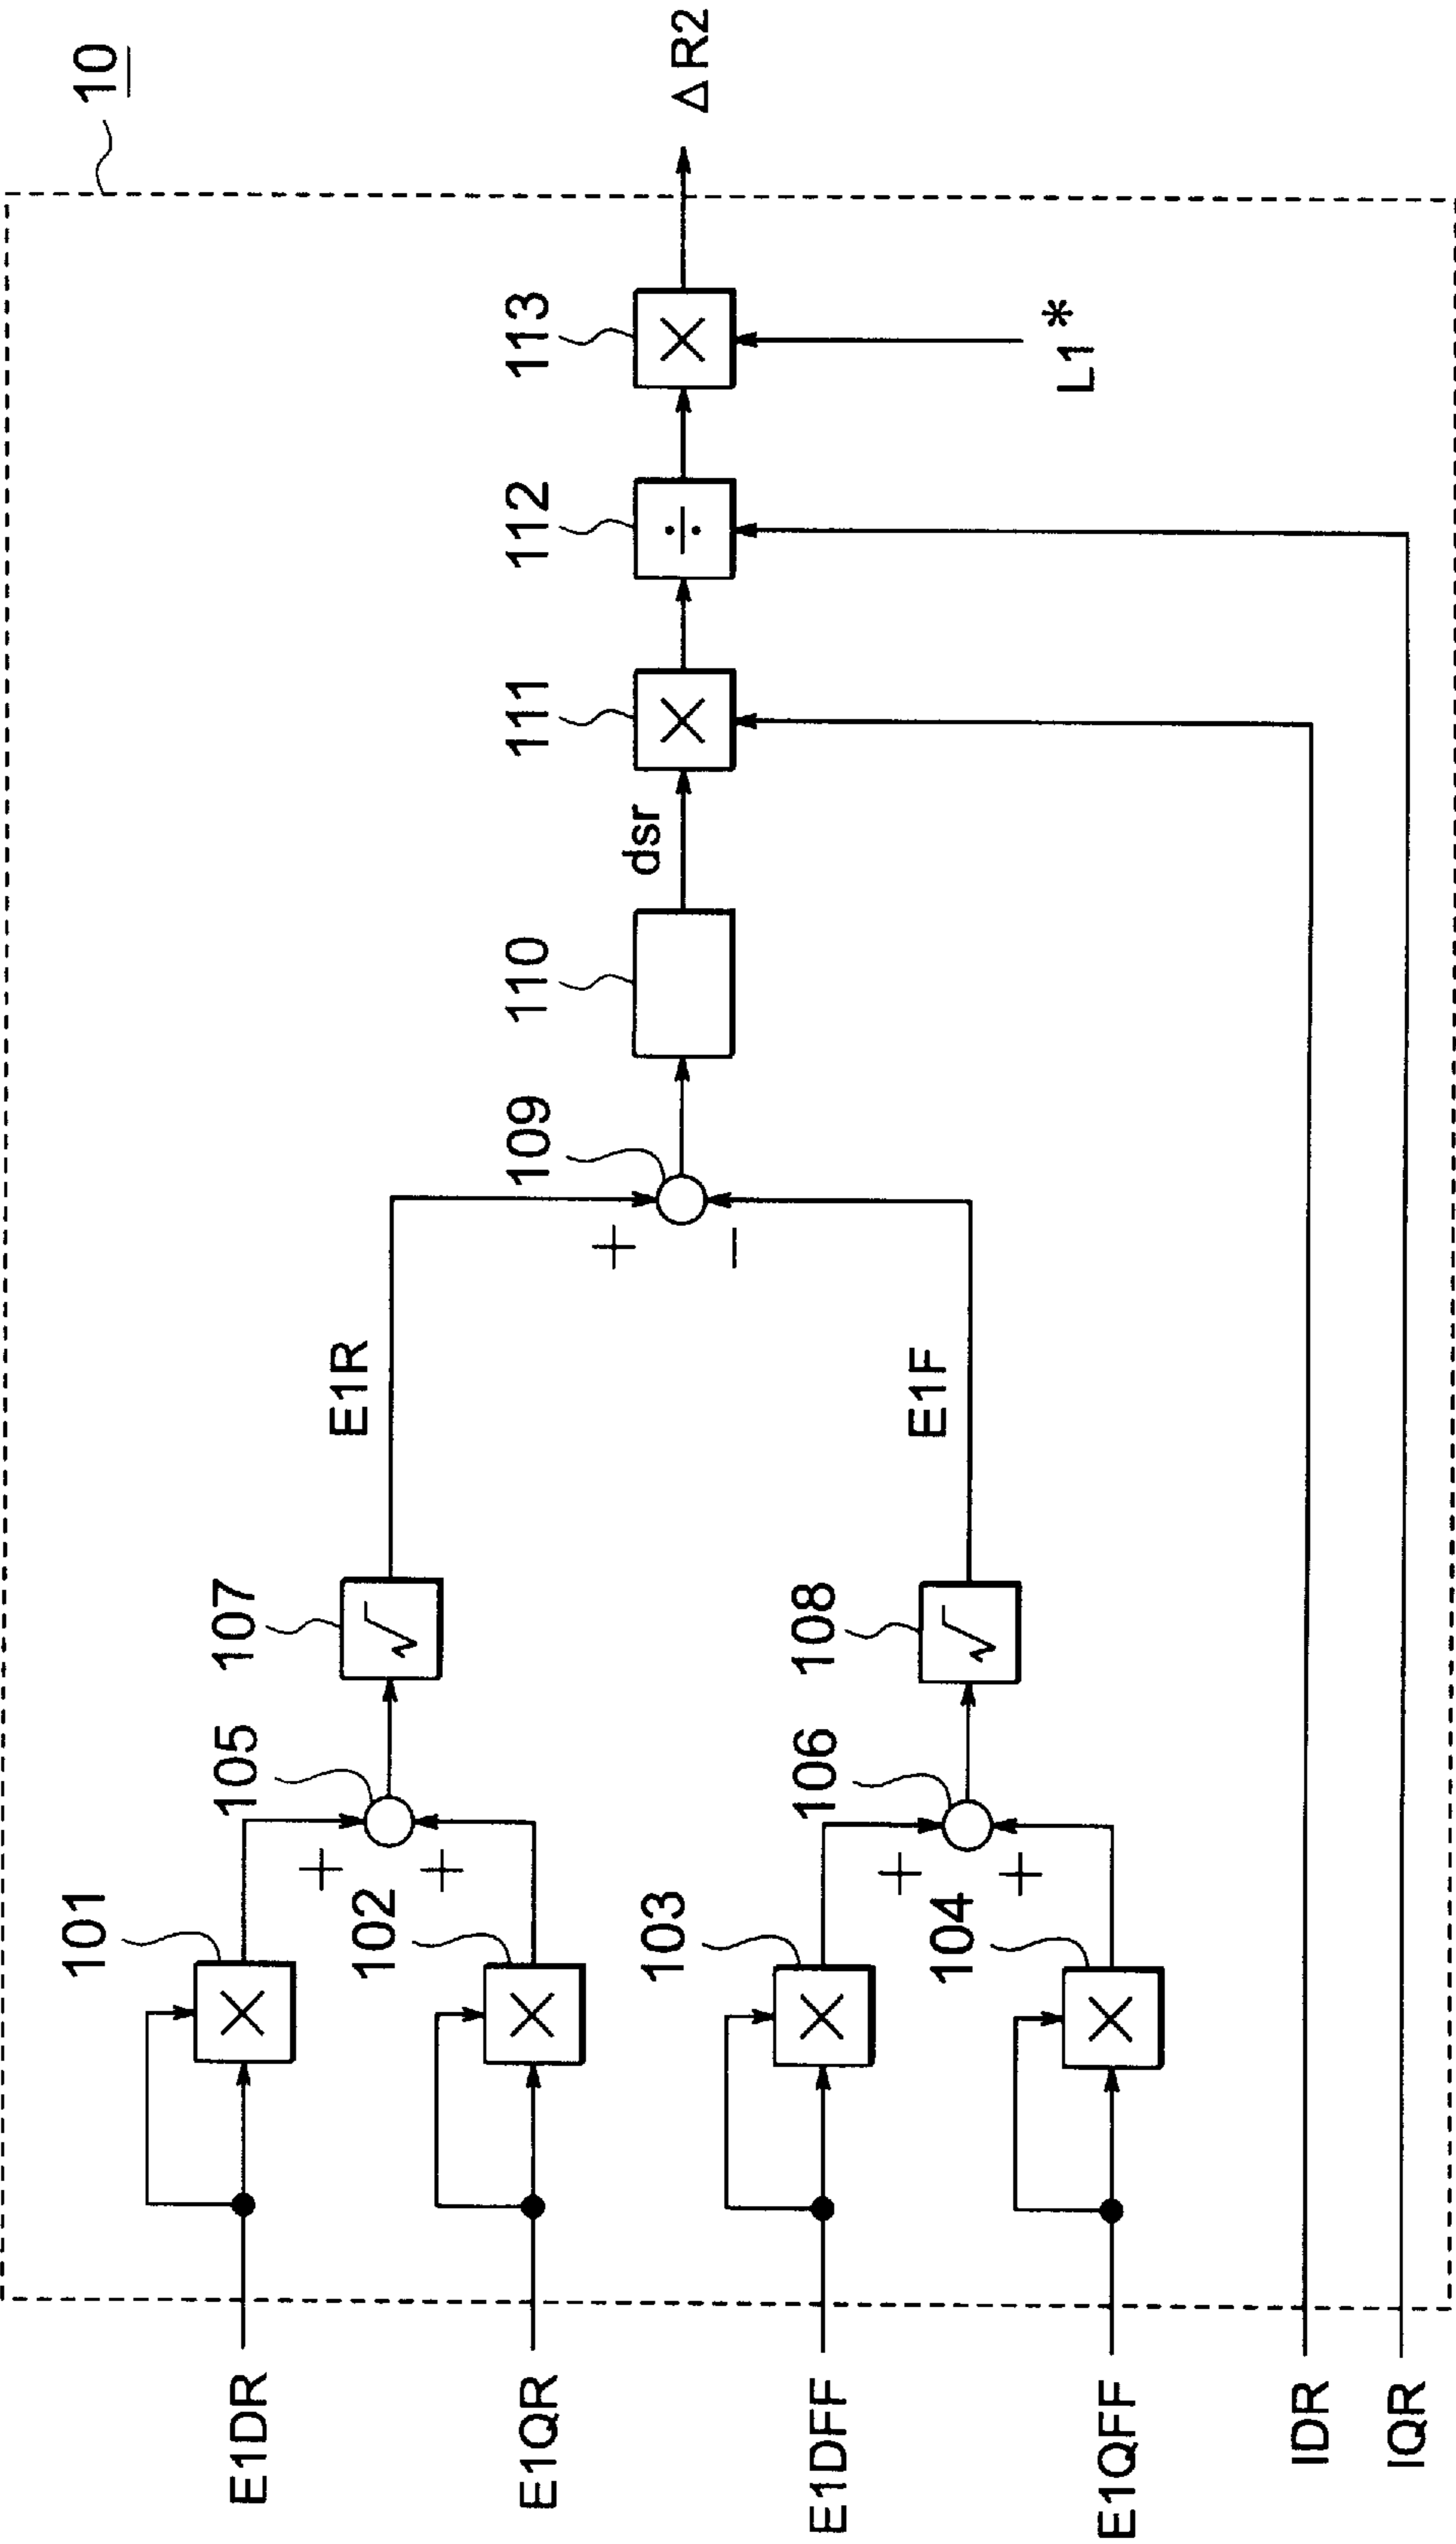 10
101
E1DR
102
E1QR
103
E1DFF
104
E1QFF
105
+
+
106
+
+
107
√
108
√
E1R
E1F
109
+
−
110
dsr
111
×
112
÷
113
×
L1*
Δ R2
×
×
×
×
IDR
IQR